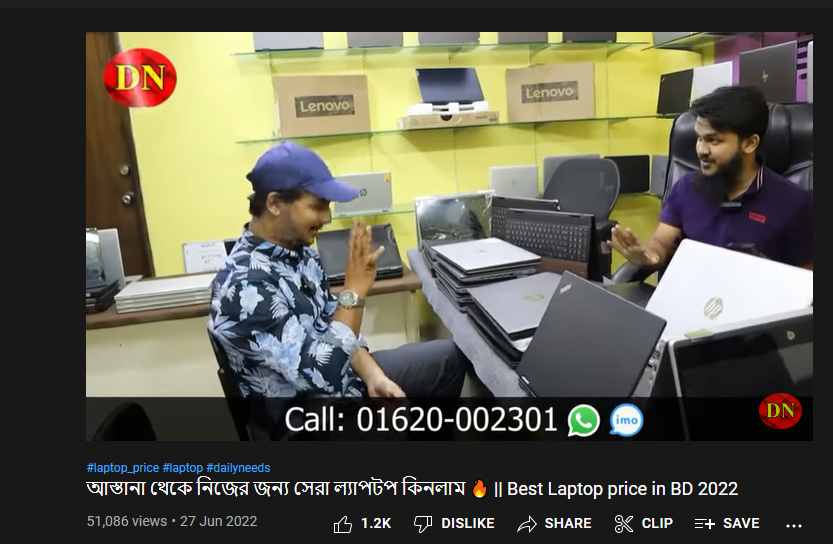 DN
Lenovo
Lenovo
hp
Call: 01620-002301
imo
DN
#laptop_price #laptop #dailyneeds
আস্তানা থেকে নিজের জন্য সেরা ল্যাপটপ কিনলাম 🔥 || Best Laptop price in BD 2022
51,086 views • 27 Jun 2022
1.2K DISLIKE SHARE CLIP SAVE ...